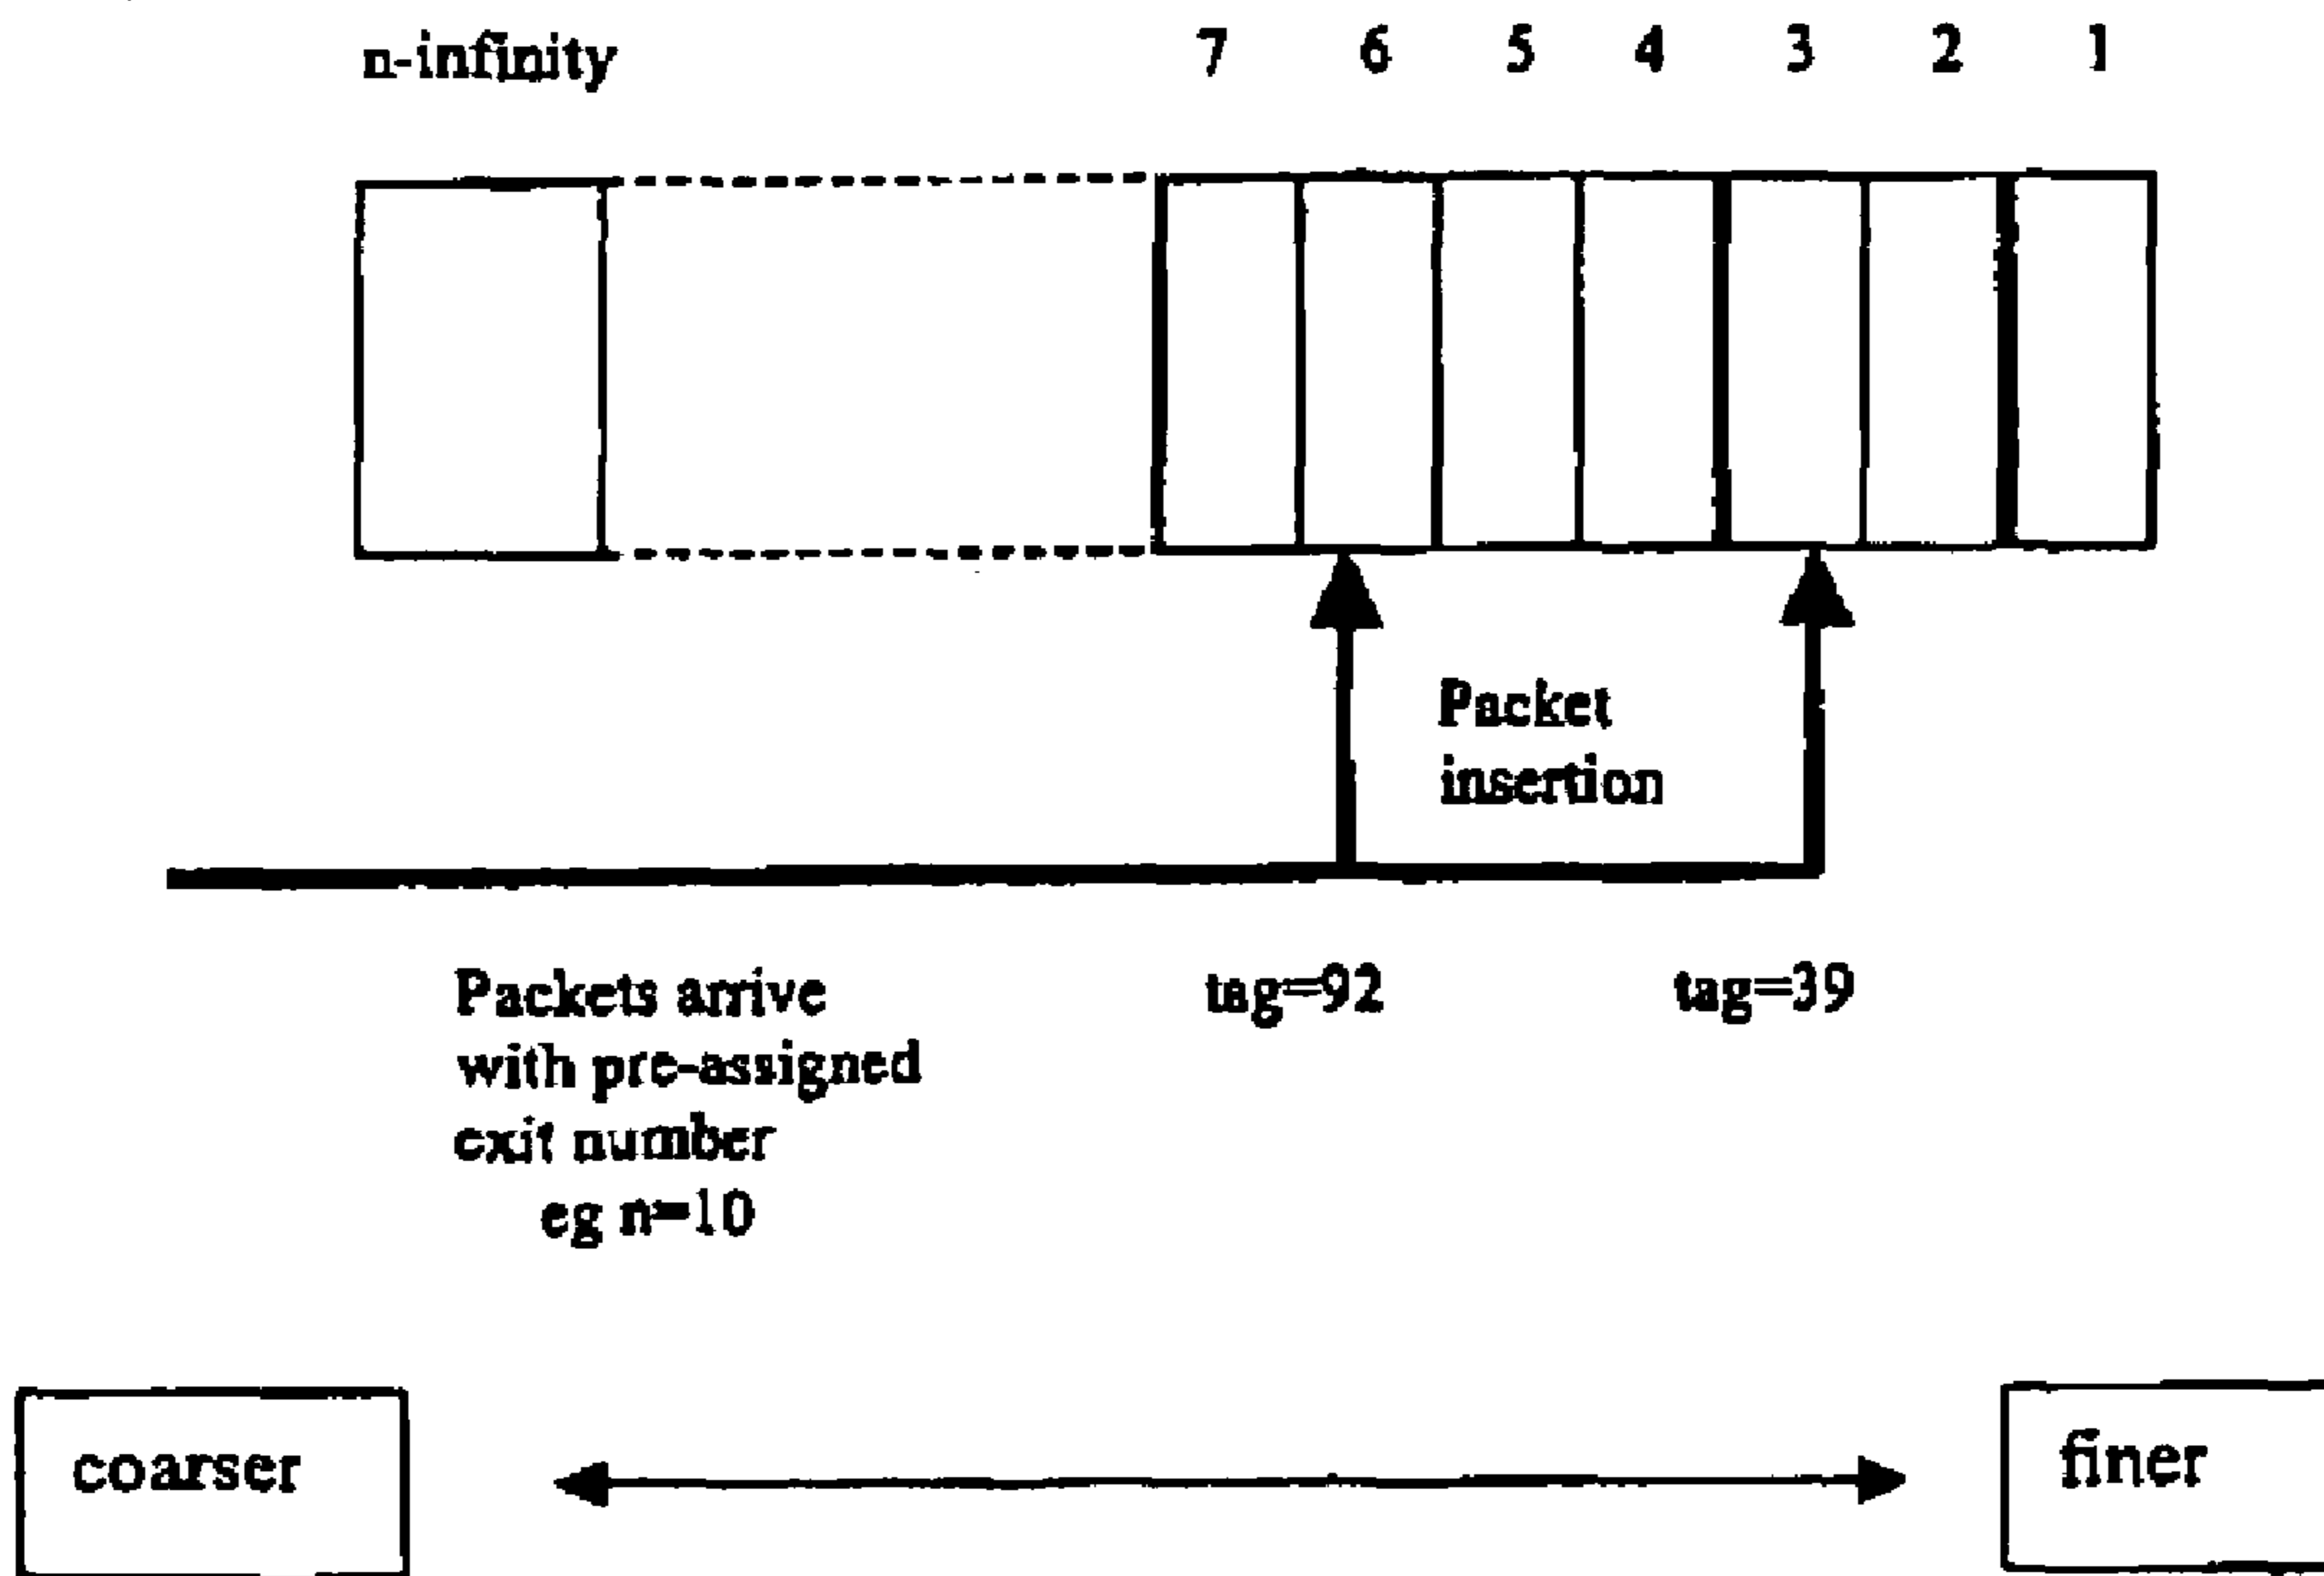 n-infinity 7 6 5 4 3 2 1
Packet
insertion
Packets arrive
with pre-assigned
exit number
eg n=10
tag=92 tag=39
coarser finer